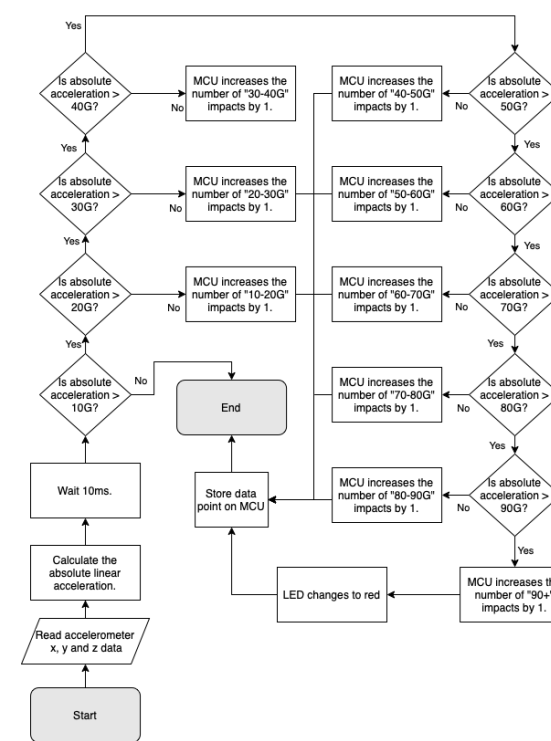 Yes
Is absolute
acceleration >
40G?
No
MCU increases the
number of "30-40G"
impacts by 1.
MCU increases the
number of "40-50G"
impacts by 1.
No
Is absolute
acceleration >
50G?
Yes
Yes
Is absolute
acceleration >
30G?
No
MCU increases the
number of "20-30G"
impacts by 1.
MCU increases the
number of "50-60G"
impacts by 1.
No
Is absolute
acceleration >
60G?
Yes
Yes
Is absolute
acceleration >
20G?
No
MCU increases the
number of "10-20G"
impacts by 1.
MCU increases the
number of "60-70G"
impacts by 1.
No
Is absolute
acceleration >
70G?
Yes
Yes
Is absolute
acceleration >
10G?
No
End
MCU increases the
number of "70-80G"
impacts by 1.
No
Is absolute
acceleration >
80G?
Yes
Wait 10ms.
Store data
point on MCU
MCU increases the
number of "80-90G"
impacts by 1.
No
Is absolute
acceleration >
90G?
Yes
Calculate the
absolute linear
acceleration.
LED changes to red
MCU increases
number of "90+"
impacts by 1.
Read accelerometer
x, y and z data
Start